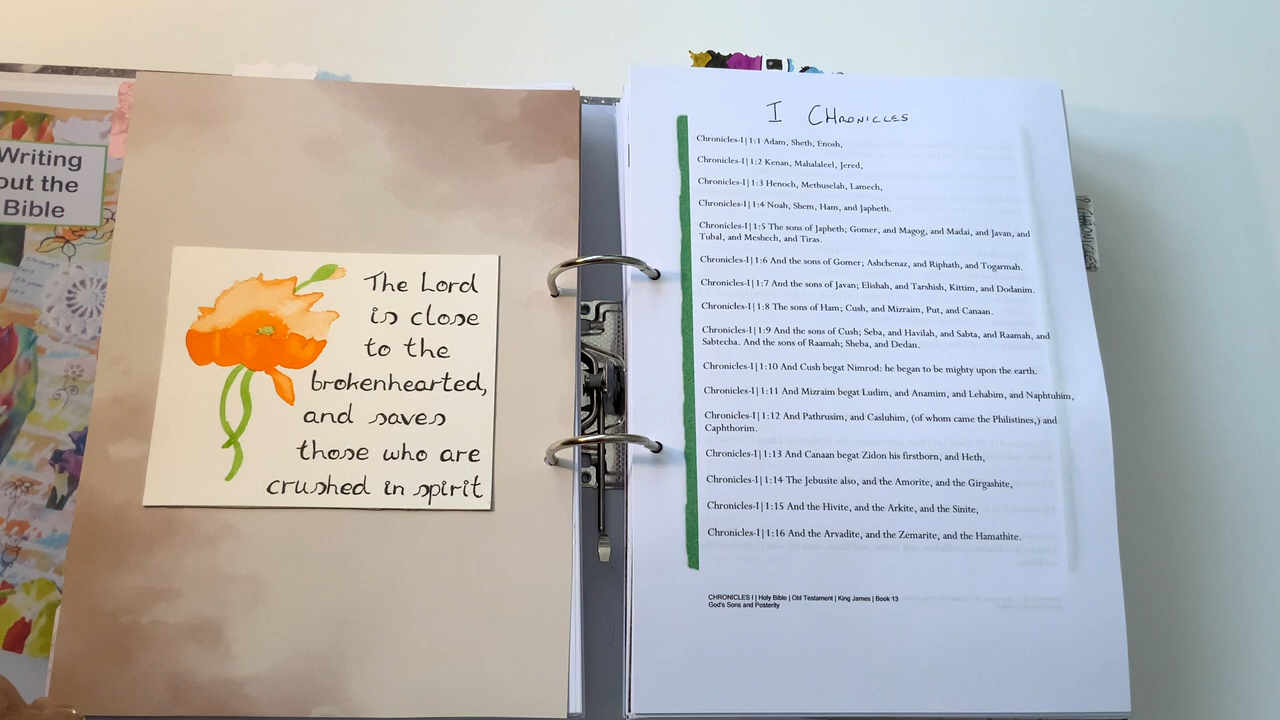 Writing
out the
Bible
The Lord
is close
to the
brokenhearted,
and saves
those who are
crushed in spirit
I CHRONICLES
Chronicles-I| 1:1 Adam, Sheth, Enosh,
Chronicles-I| 1:2 Kenan, Mahalaleel, Jered,
Chronicles-I| 1:3 Henoch, Methuselah, Lamech,
Chronicles-I| 1:4 Noah, Shem, Ham, and Japheth.
Chronicles-I| 1:5 The sons of Japheth; Gomer, and Magog, and Madai, and Javan, and
Tubal, and Meshech, and Tiras.
Chronicles-I| 1:6 And the sons of Gomer; Ashchenaz, and Riphath, and Togarmah.
Chronicles-I| 1:7 And the sons of Javan; Elishah, and Tarshish, Kittim, and Dodanim.
Chronicles-I| 1:8 The sons of Ham; Cush, and Mizraim, Put, and Canaan.
Chronicles-I| 1:9 And the sons of Cush; Seba, and Havilah, and Sabta, and Raamah, and
Sabtecha. And the sons of Raamah; Sheba, and Dedan.
Chronicles-I| 1:10 And Cush begat Nimrod: he began to be mighty upon the earth.
Chronicles-I| 1:11 And Mizraim begat Ludim, and Anamim, and Lehabim, and Naphtuhim,
Chronicles-I| 1:12 And Pathrusim, and Casluhim, (of whom came the Philistines,) and
Caphthorim.
Chronicles-I| 1:13 And Canaan begat Zidon his firstborn, and Heth,
Chronicles-I| 1:14 The Jebusite also, and the Amorite, and the Girgashite,
Chronicles-I| 1:15 And the Hivite, and the Arkite, and the Sinite,
Chronicles-I| 1:16 And the Arvadite, and the Zemarite, and the Hamathite.
CHRONICLES I | Holy Bible | Old Testament | King James | Book 13
God's Sons and Posterity